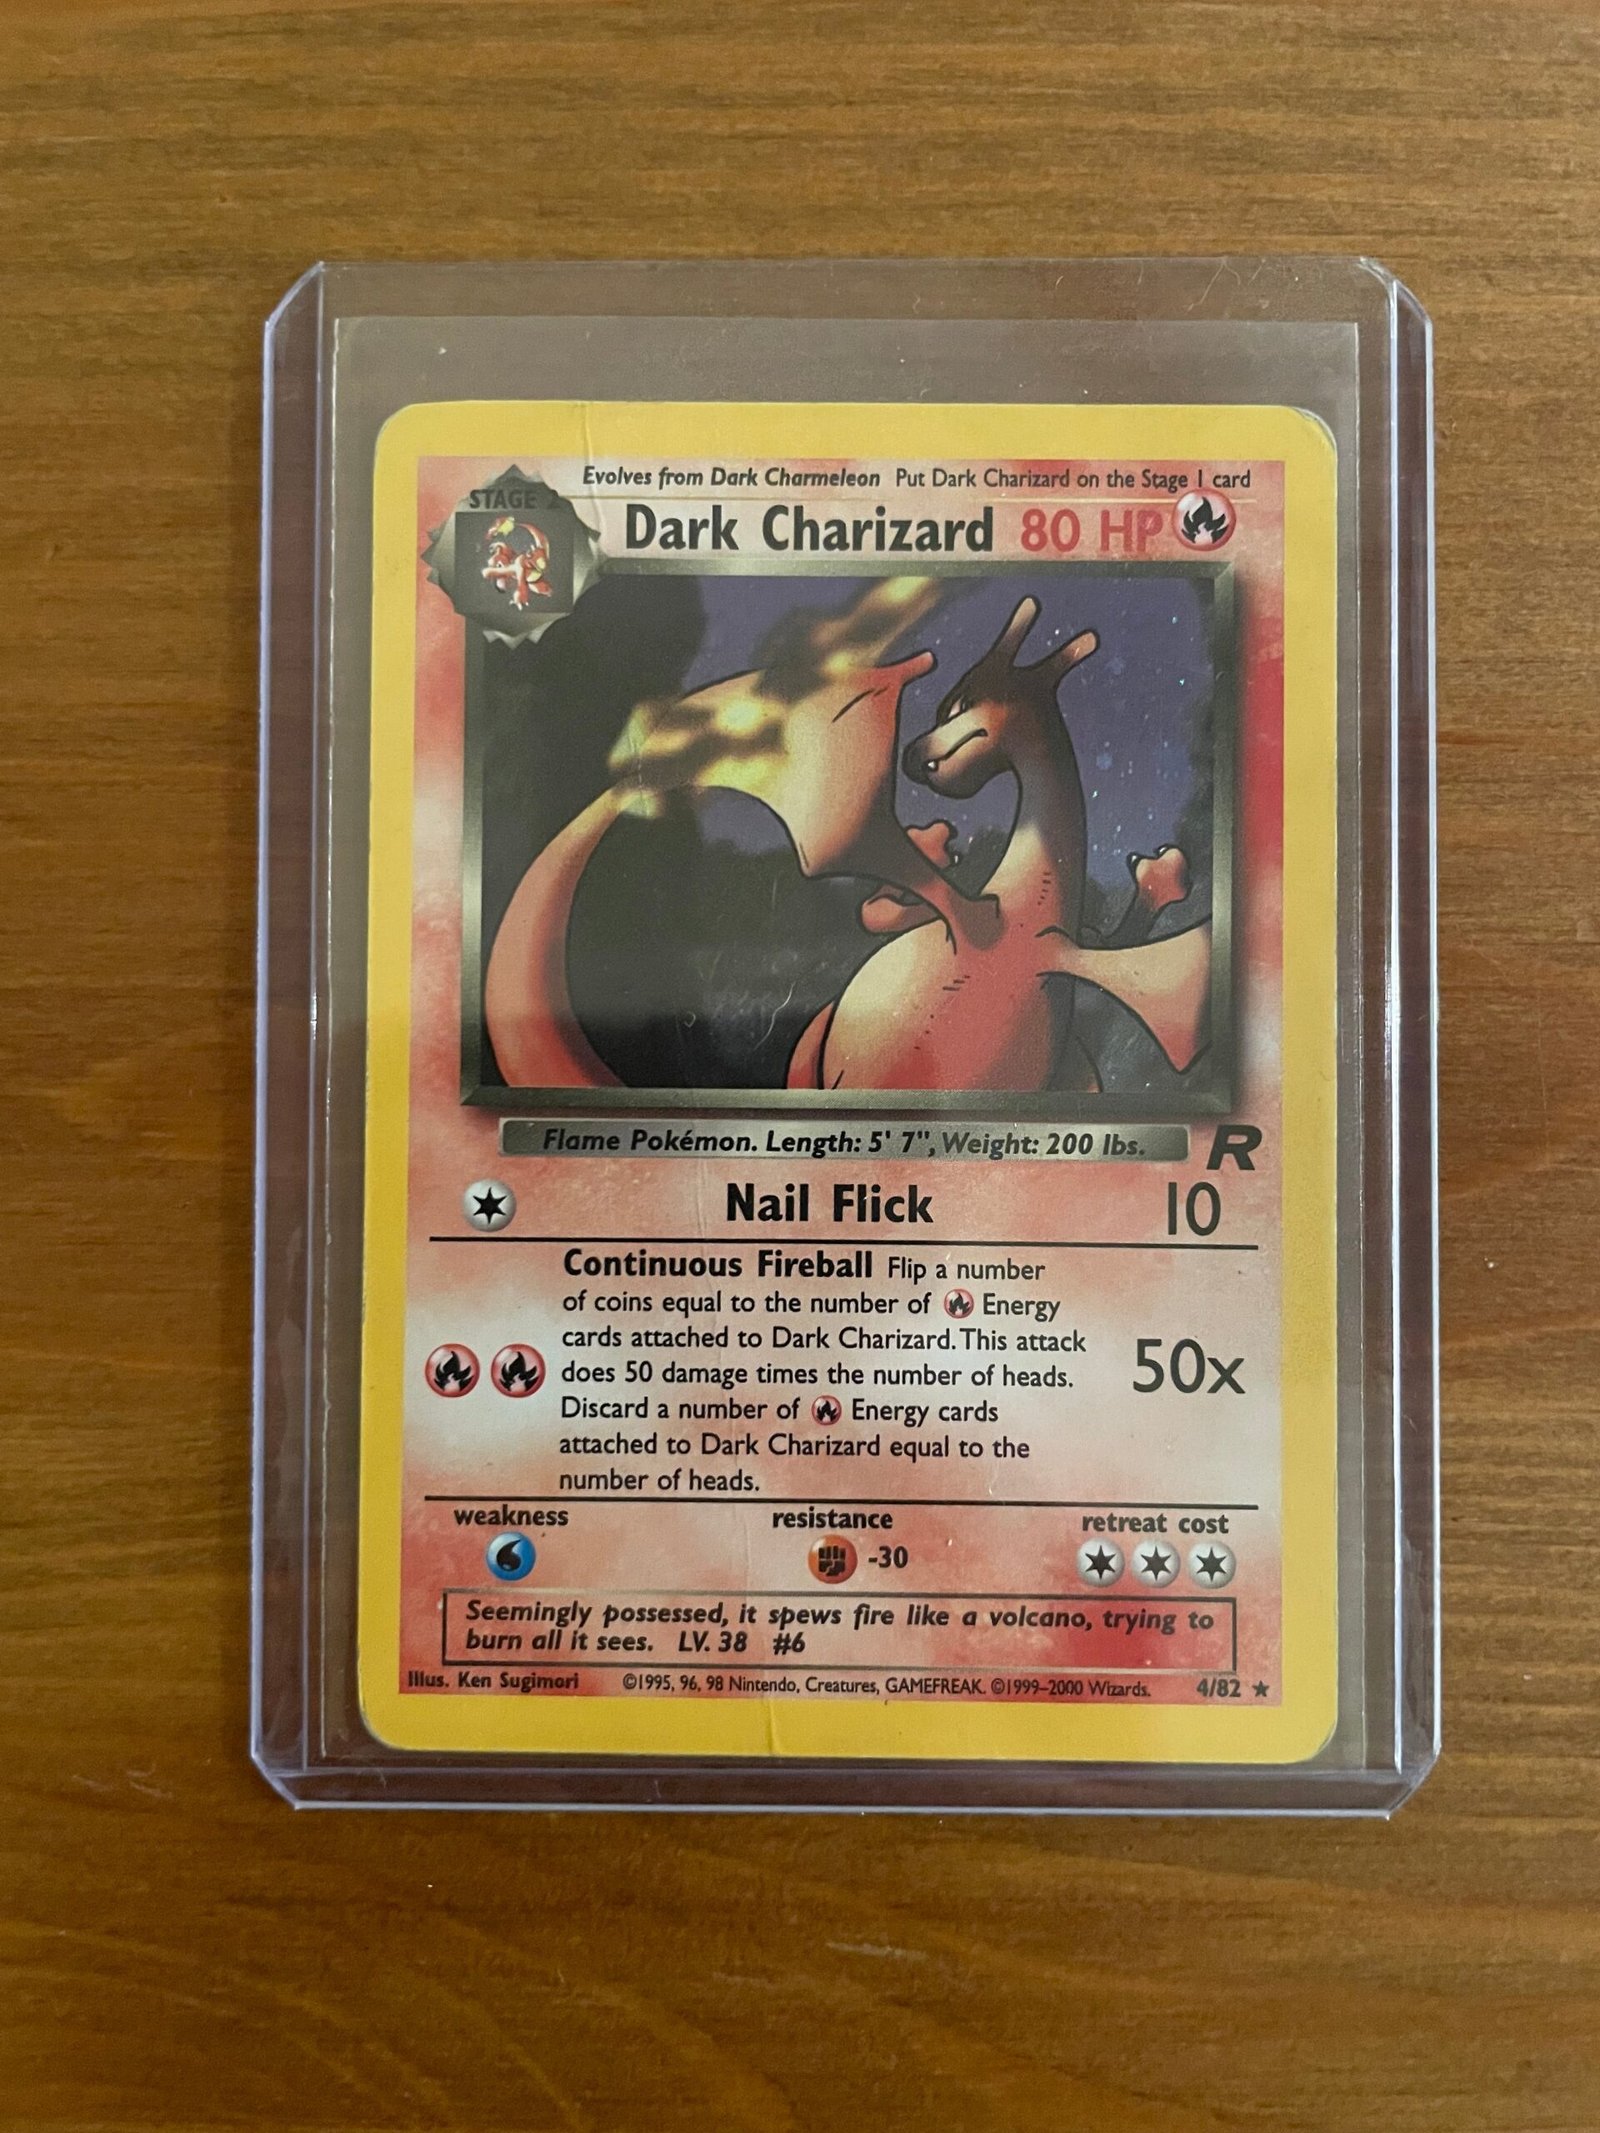 Evolves from Dark Charmeleon Put Dark Charizard on the Stage 1 card
STAGE 2
Dark Charizard 80 HP
Flame Pokémon. Length: 5' 7", Weight: 200 lbs.
R
Nail Flick 10
Continuous Fireball Flip a number
of coins equal to the number of Energy
cards attached to Dark Charizard. This attack
does 50 damage times the number of heads.
Discard a number of Energy cards
attached to Dark Charizard equal to the
number of heads.
50x
weakness resistance retreat cost
-30
Seemingly possessed, it spews fire like a volcano, trying to
burn all it sees. LV. 38 #6
Illus. Ken Sugimori ©1995, 96, 98 Nintendo, Creatures, GAMEFREAK. ©1999-2000 Wizards. 4/82 ★